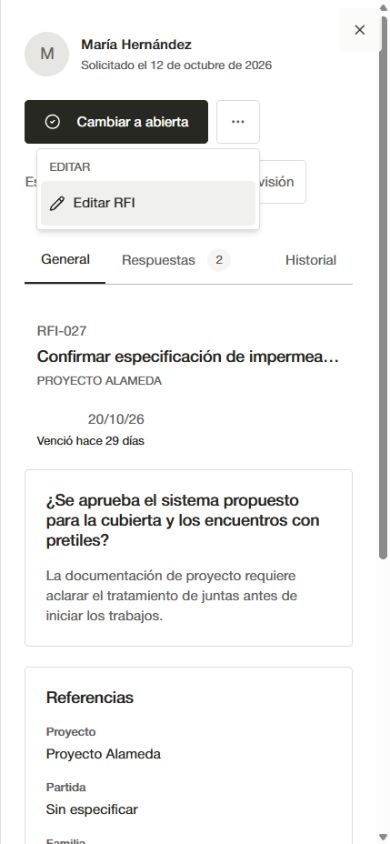 M
María Hernández
Solicitado el 12 de octubre de 2026
Cambiar a abierta
EDITAR
Editar RFI
General
Respuestas 2
Historial
RFI-027
Confirmar especificación de impermea...
PROYECTO ALAMEDA
20/10/26
Venció hace 29 días
¿Se aprueba el sistema propuesto
para la cubierta y los encuentros con
pretiles?
La documentación de proyecto requiere
aclarar el tratamiento de juntas antes de
iniciar los trabajos.
Referencias
Proyecto
Proyecto Alameda
Partida
Sin especificar
Familia